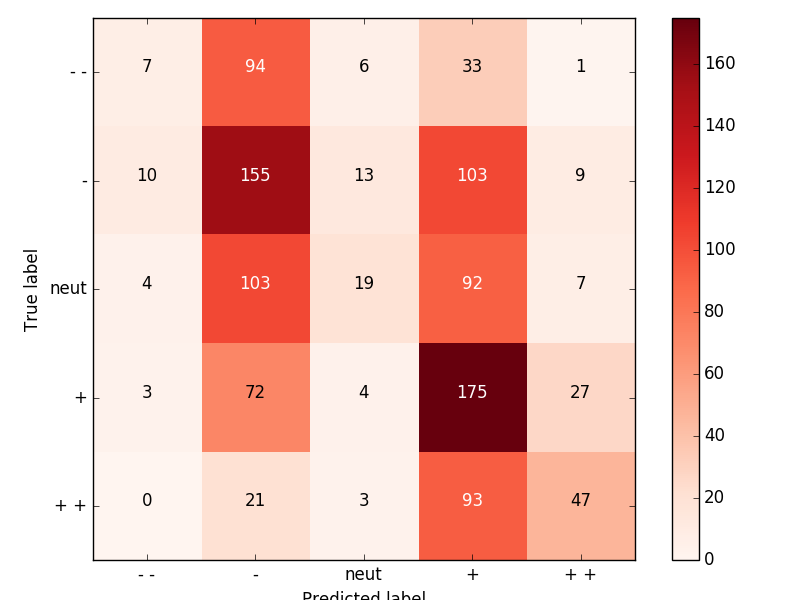 - - 7 94 6 33 1 160
140
- 10 155 13 103 9 120
100
True label
neut 4 103 19 92 7 80
60
+ 3 72 4 175 27 40
20
+ + 0 21 3 93 47 0
- - - neut + + +
Predicted label